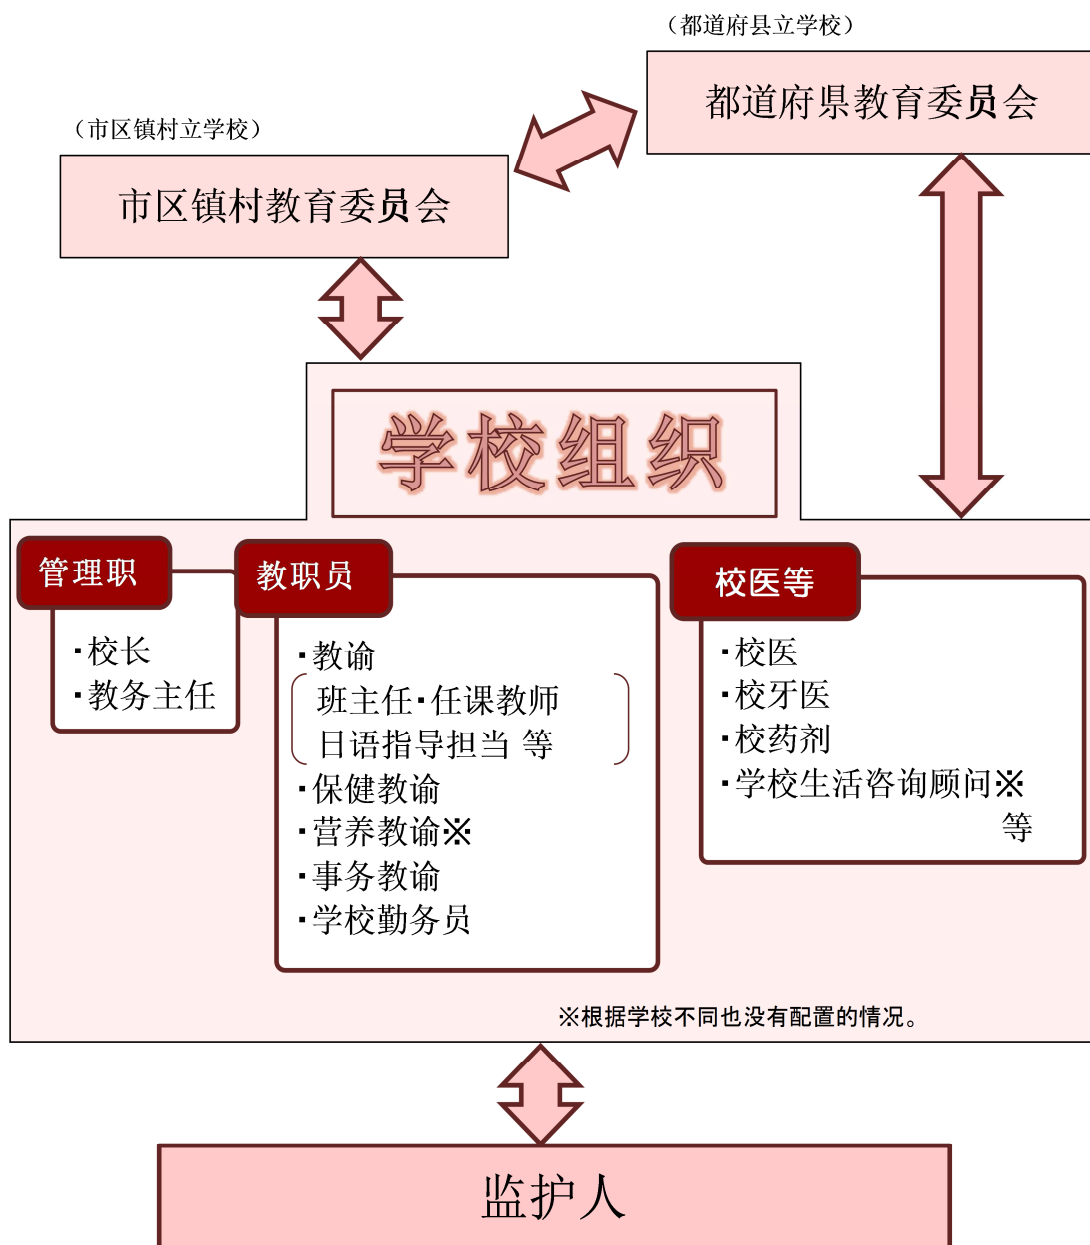 （都道府县立学校）
都道府県教育委员会
（市区镇村立学校）
市区镇村教育委员会
学校组织
管理职
・校长
・教务主任
教职员
・教谕
班主任・任课教师
日语指导担当 等
・保健教谕
・营养教谕※
・事务教谕
・学校勤务员
校医等
・校医
・校牙医
・校药剂
・学校生活咨询顾问※
等
※根据学校不同也没有配置的情况。
监护人